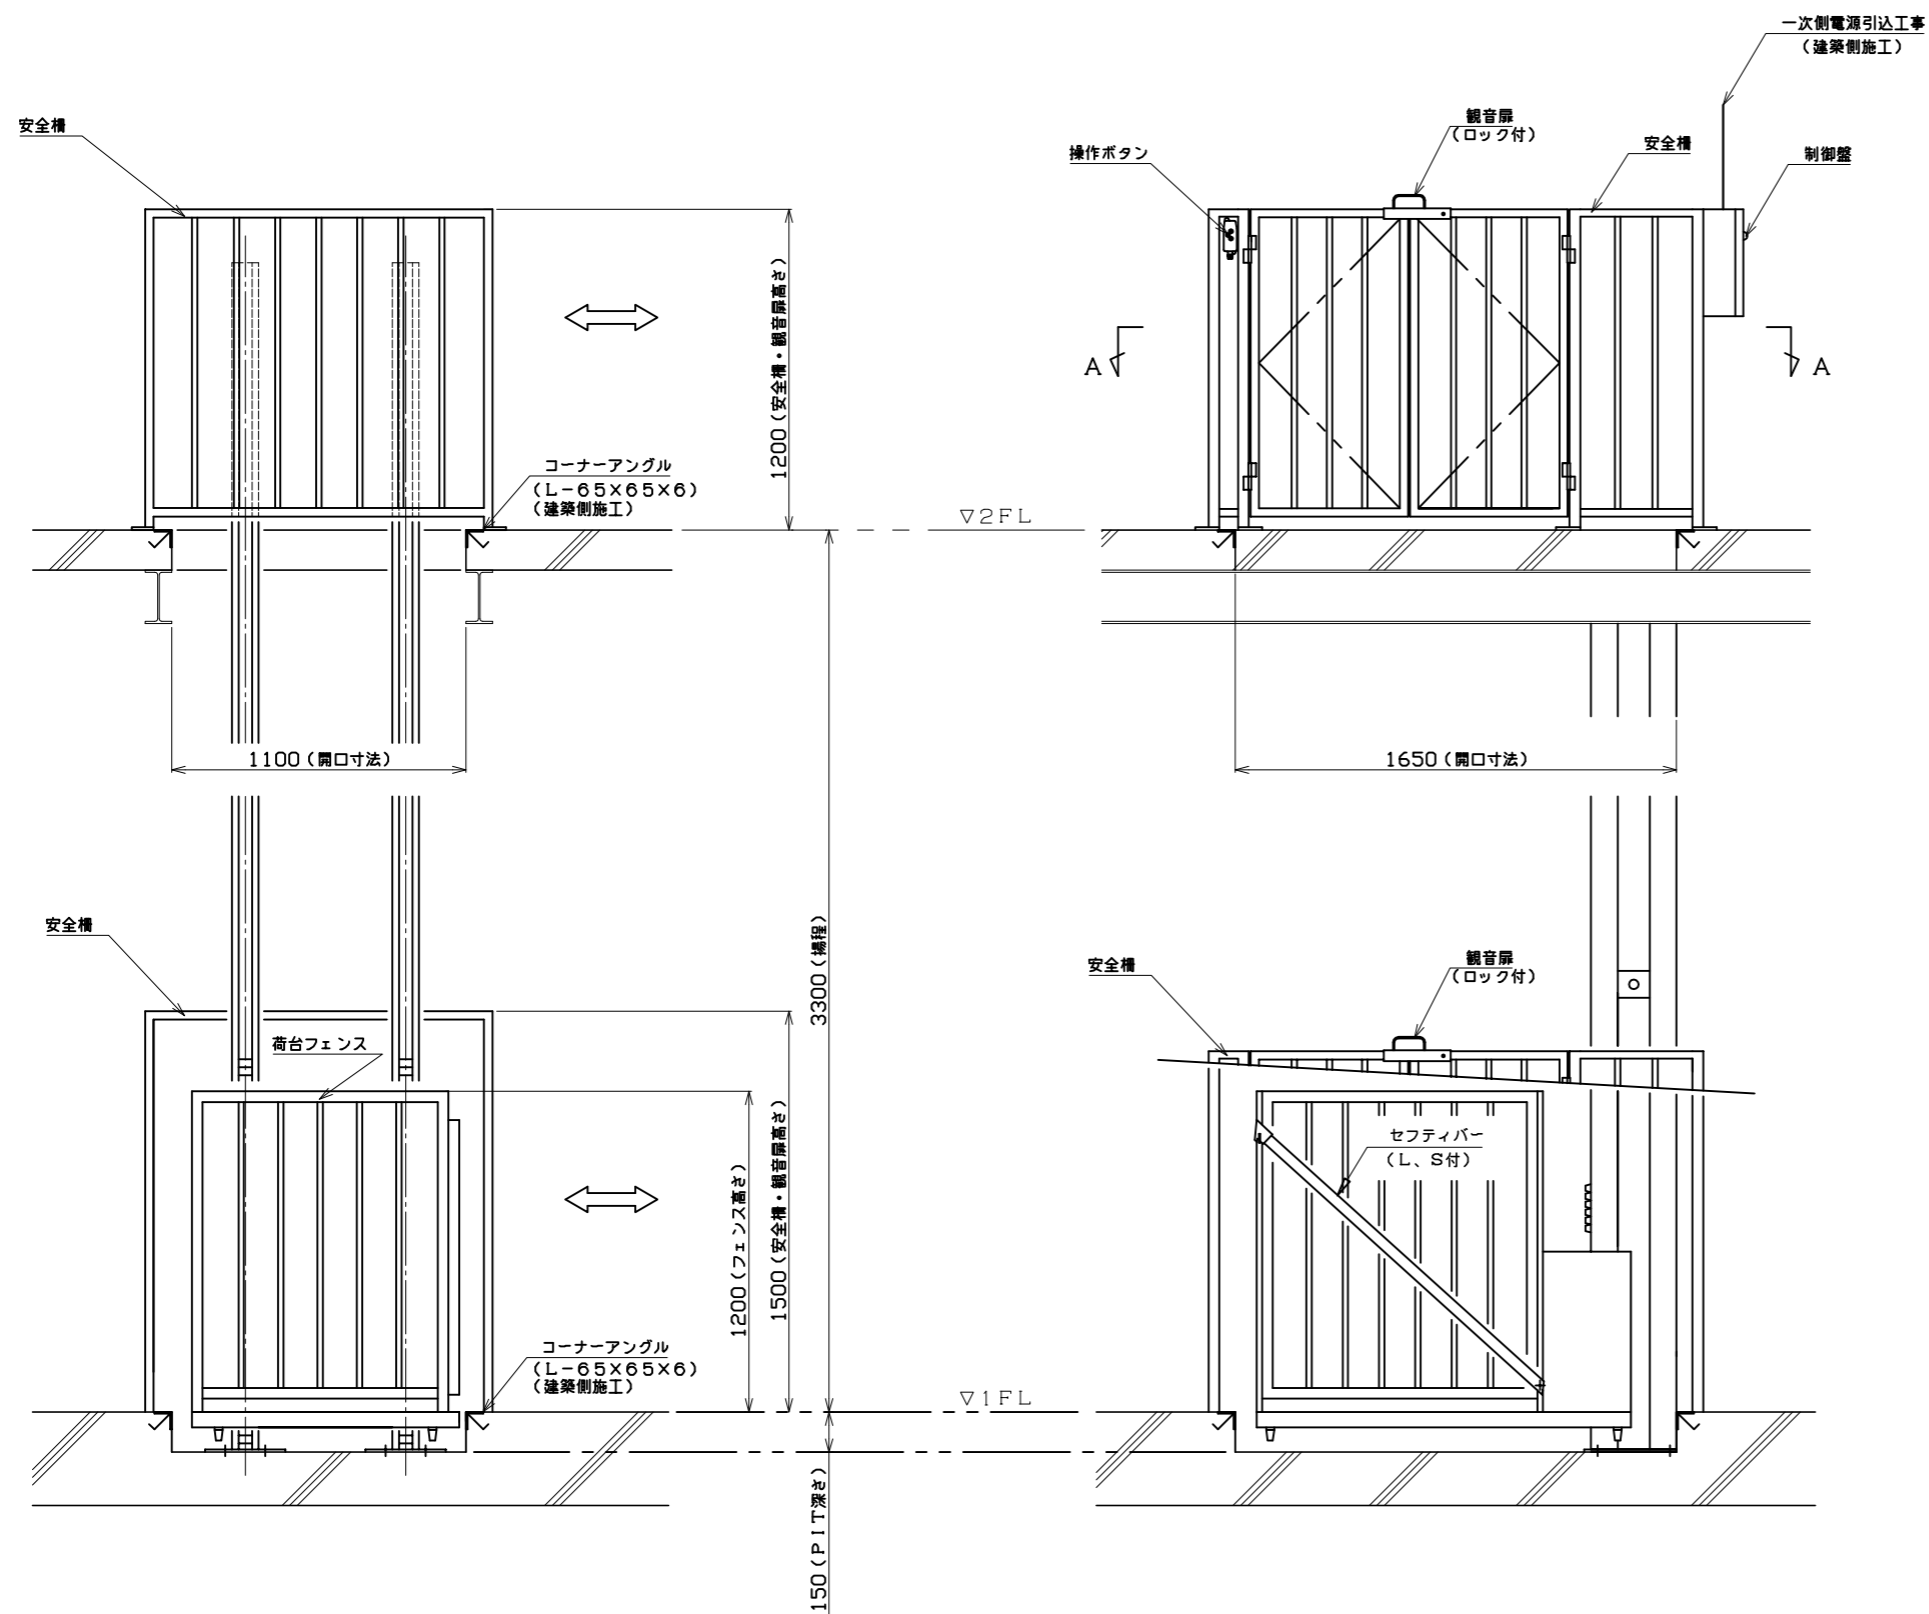 一次側電源引込工事
(建築側施工)
安全柵
観音扉
(ロック付)
操作ボタン
安全柵
制御盤
1200(安全柵・観音扉高さ)
A
A
コーナーアングル
(L-65×65×6)
(建築側施工)
▽2FL
1100(開口寸法)
1650(開口寸法)
3300(揚程)
安全柵
荷台フェンス
安全柵
観音扉
(ロック付)
セフティバー
(L、S付)
1200(フェンス高さ)
1500(安全柵・観音扉高さ)
コーナーアングル
(L-65×65×6)
(建築側施工)
▽1FL
150(PIT深さ)